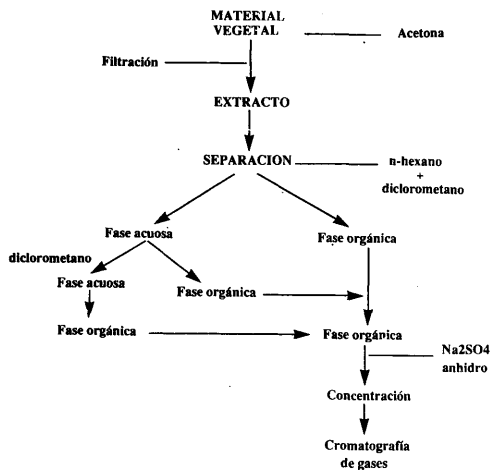 MATERIAL
VEGETAL
Acetona
Filtración
EXTRACTO
SEPARACION
n-hexano
+
diclorometano
Fase acuosa
Fase orgánica
diclorometano
Fase acuosa
Fase orgánica
Fase orgánica
Fase orgánica
Na2SO4
anhidro
Concentración
Cromatografía
de gases